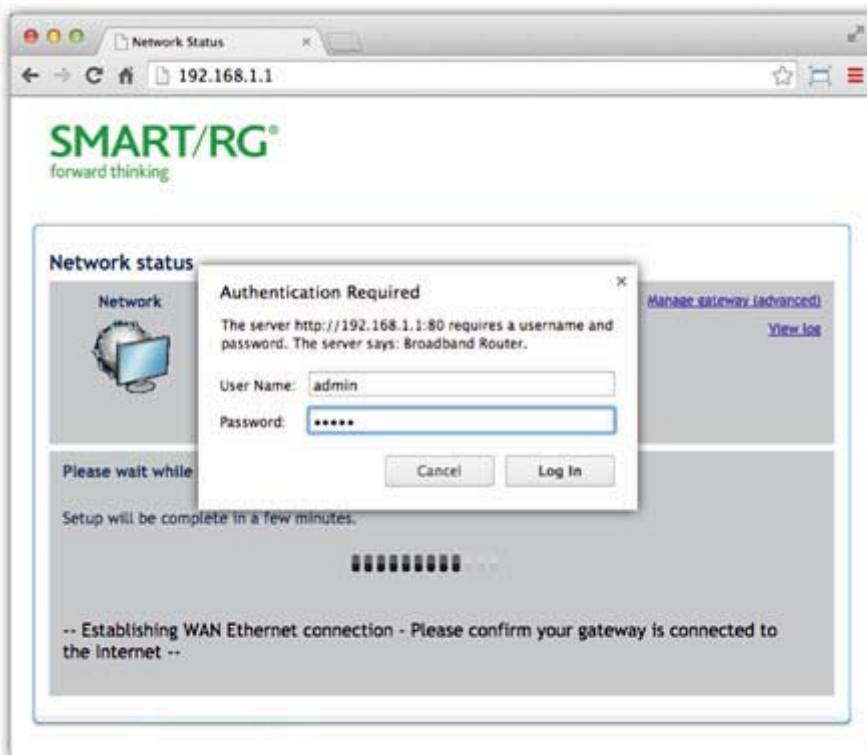 Network Status
192.168.1.1
SMART/RG®
forward thinking
Network status
Network
Manage gateway (advanced)
View log
Authentication Required
The server http://192.168.1.1:80 requires a username and
password. The server says: Broadband Router.
User Name: admin
Password: •••••
Cancel Log In
Please wait while
Setup will be complete in a few minutes.
-- Establishing WAN Ethernet connection - Please confirm your gateway is connected to
the Internet --